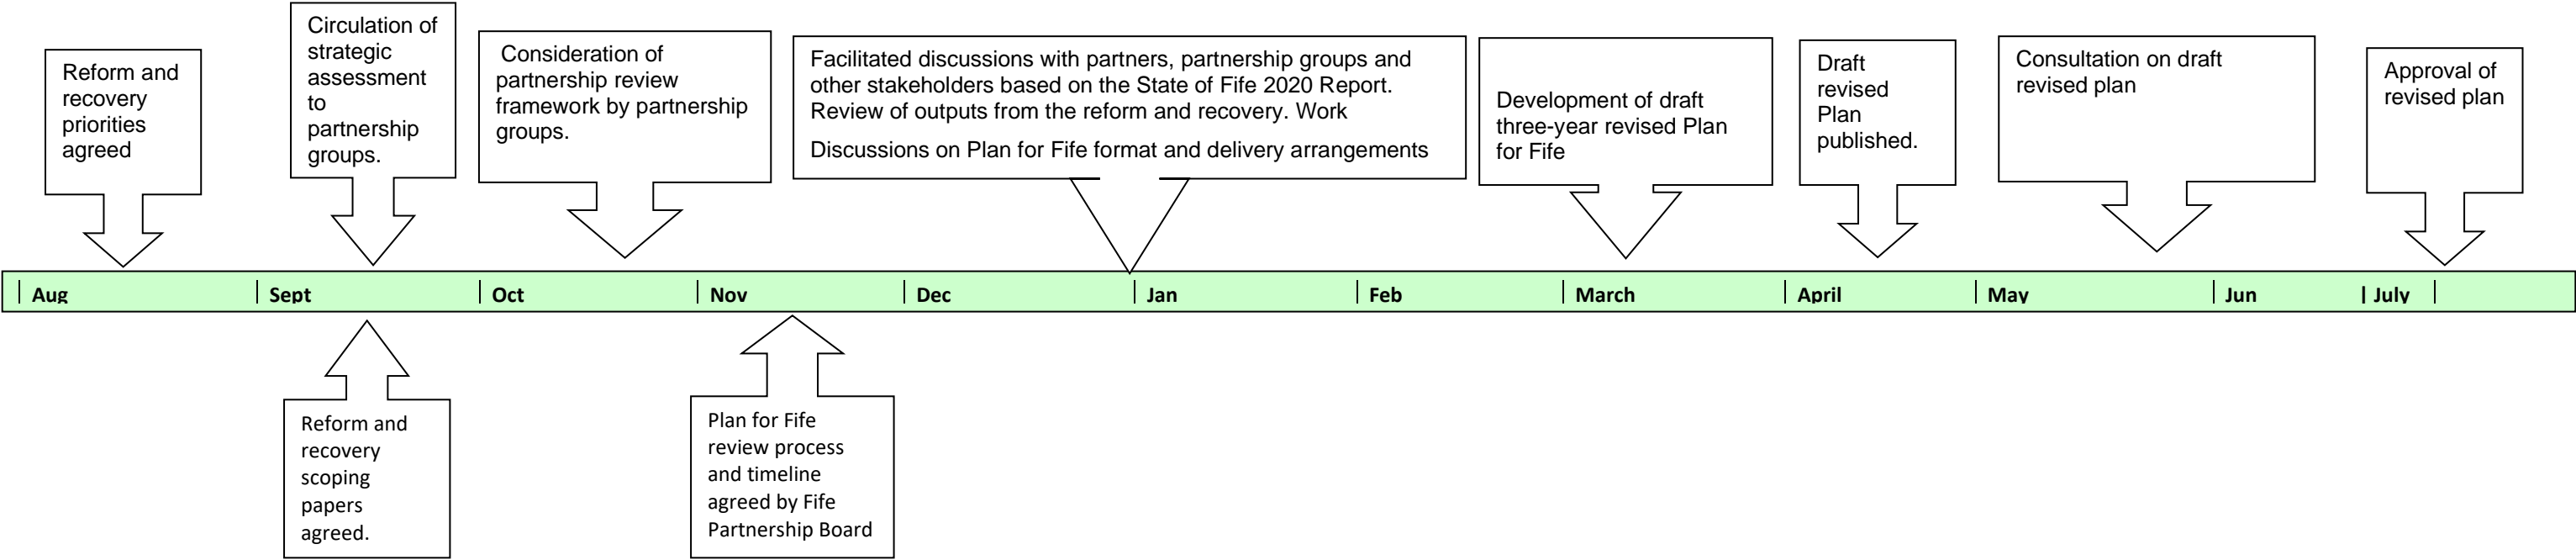 Reform and
recovery
priorities
agreed
Circulation of
strategic
assessment
to
partnership
groups.
Consideration of
partnership review
framework by partnership
groups.
Facilitated discussions with partners, partnership groups and
other stakeholders based on the State of Fife 2020 Report.
Review of outputs from the reform and recovery. Work
Discussions on Plan for Fife format and delivery arrangements
Development of draft
three-year revised Plan
for Fife
Draft
revised
Plan
published.
Consultation on draft
revised plan
Approval of
revised plan
| Aug | Sept | Oct | Nov | Dec | Jan | Feb | March | April | May | Jun | July |
Reform and
recovery
scoping
papers
agreed.
Plan for Fife
review process
and timeline
agreed by Fife
Partnership Board